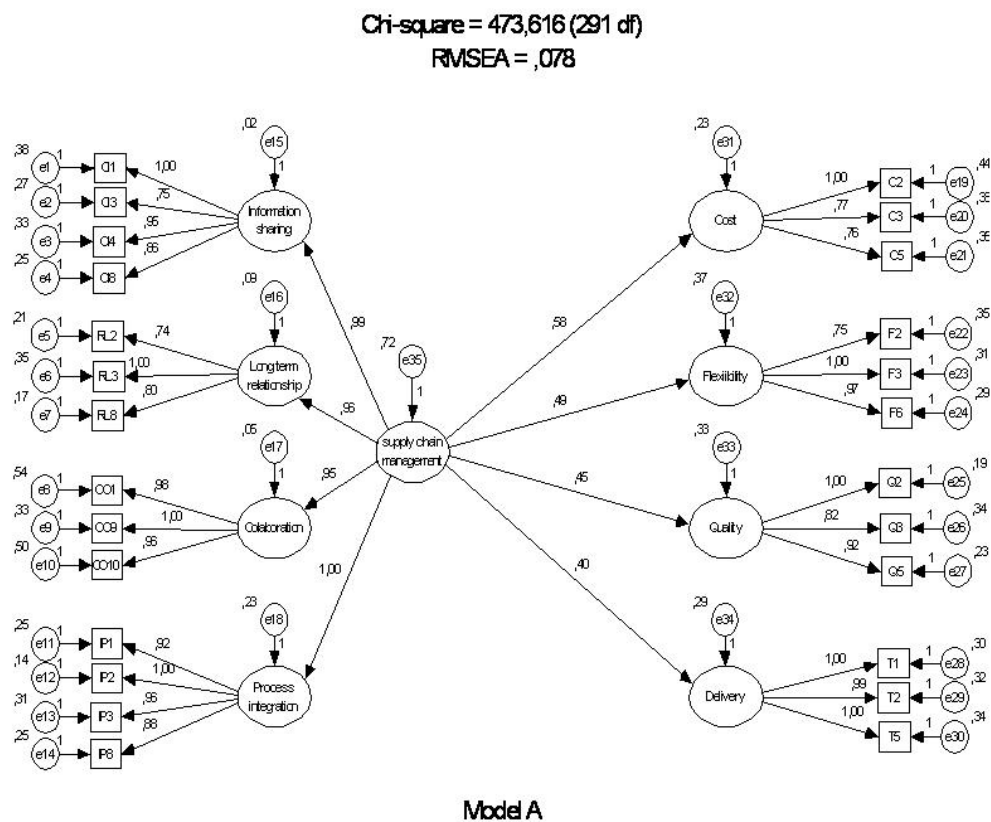 Chi-square = 473,616 (291 df)
RMSEA = ,078
,02
e15
1
,38
e1
1
CI1
1,00
,27
e2
1
CI3
,75
,33
e3
1
CI4
,95
,25
e4
1
CI8
,86
Information
sharing
,99
,09
e16
1
,21
e5
1
RL2
,74
,35
e6
1
RL3
1,00
,17
e7
1
RL8
,80
Long term
relationship
,96
,05
e17
1
,54
e8
1
CO1
,98
,33
e9
1
CO9
1,00
,50
e10
1
CO10
,96
Colaboration
,95
,23
e18
1
,25
e11
1
IP1
,92
,14
e12
1
IP2
1,00
,31
e13
1
IP3
,96
,25
e14
1
IP8
,88
Process
integration
1,00
,72
e35
1
supply chain
management
,23
e31
1
Cost
,58
1,00
C2
1
e19
,44
,77
C3
1
e20
,35
,76
C5
1
e21
,35
,37
e32
1
Flexiibility
,49
,75
F2
1
e22
,35
1,00
F3
1
e23
,31
,97
F6
1
e24
,29
,33
e33
1
Quality
,45
1,00
Q2
1
e25
,19
,82
Q3
1
e26
,34
,92
Q5
1
e27
,23
,29
e34
1
Delivery
,40
1,00
T1
1
e28
,30
,99
T2
1
e29
,32
1,00
T5
1
e30
,34
Model A